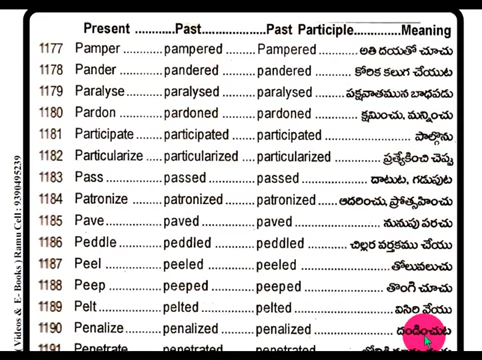 Present ............Past....................Past Participle..............Meaning
1177 Pamper ....pampered ........Pampered....................అతి దయతో చూచు
1178 Pander .....pandered .........pandered ..........కోరిక కలుగ చేయుట
1179 Paralyse ....paralysed .........paralysed .....పక్షవాతమున బాధపడు
1180 Pardon ......pardoned .........pardoned ..............క్షమించు, మన్నించు
1181 Participate ....participated .....participated ........................పాల్గొను
1182 Particularize ....particularized ...particularized .............ప్రత్యేకించి చెప్పు
1183 Pass ..........passed ............passed ....................దాటుట, గడుపుట
1184 Patronize ....patronized .......patronized ........ఆదరించు, ప్రోత్సహించు
1185 Pave ..........paved .............paved .........................నునుపు పరచు
1186 Peddle .......peddled ..........peddled ............చిల్లర వర్తకము చేయు
1187 Peel ...........peeled ............peeled ........................తోలువలుచు
1188 Peep ..........peeped ...........peeped ......................తొంగి చూచు
1189 Pelt ............pelted .............pelted ........................విసిరి వేయు
1190 Penalize .....penalized ........penalized .....................దండించుట
1191 Penetrate ....penetrated ......penetrated
( Videos & E- Books ) Ramu Cell : 9390495239